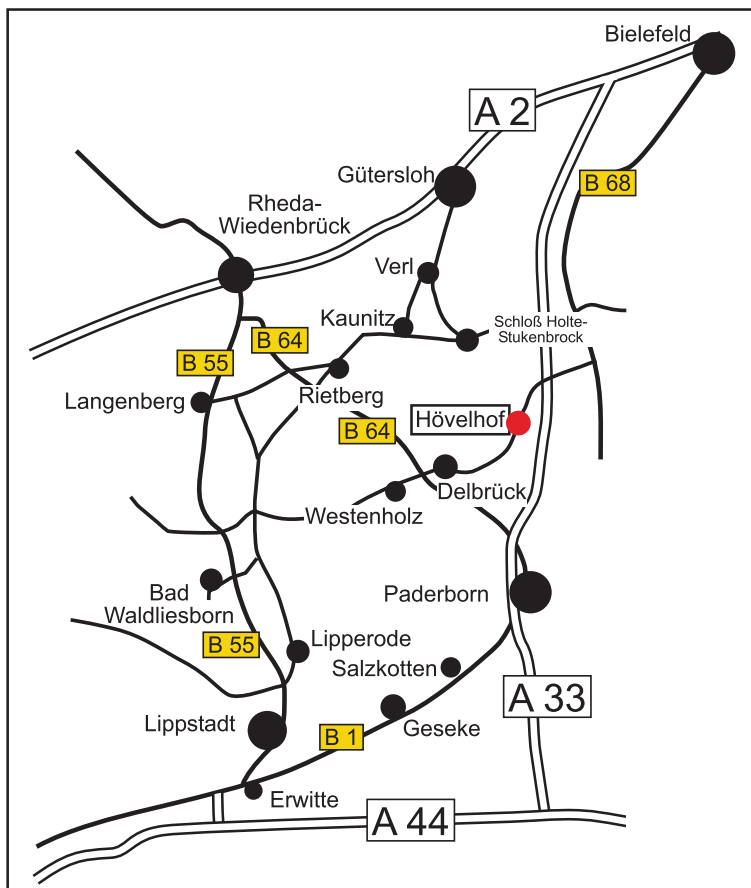 Bielefeld
A 2
Gütersloh
B 68
Rheda-
Wiedenbrück
Verl
Kaunitz
Schloß Holte-
Stukenbrock
B 64
B 55
Rietberg
Langenberg
Hövelhof
B 64
Delbrück
Westenholz
Bad
Waldliesborn
Paderborn
B 55
Lipperode
Salzkotten
A 33
Lippstadt
Geseke
B 1
Erwitte
A 44